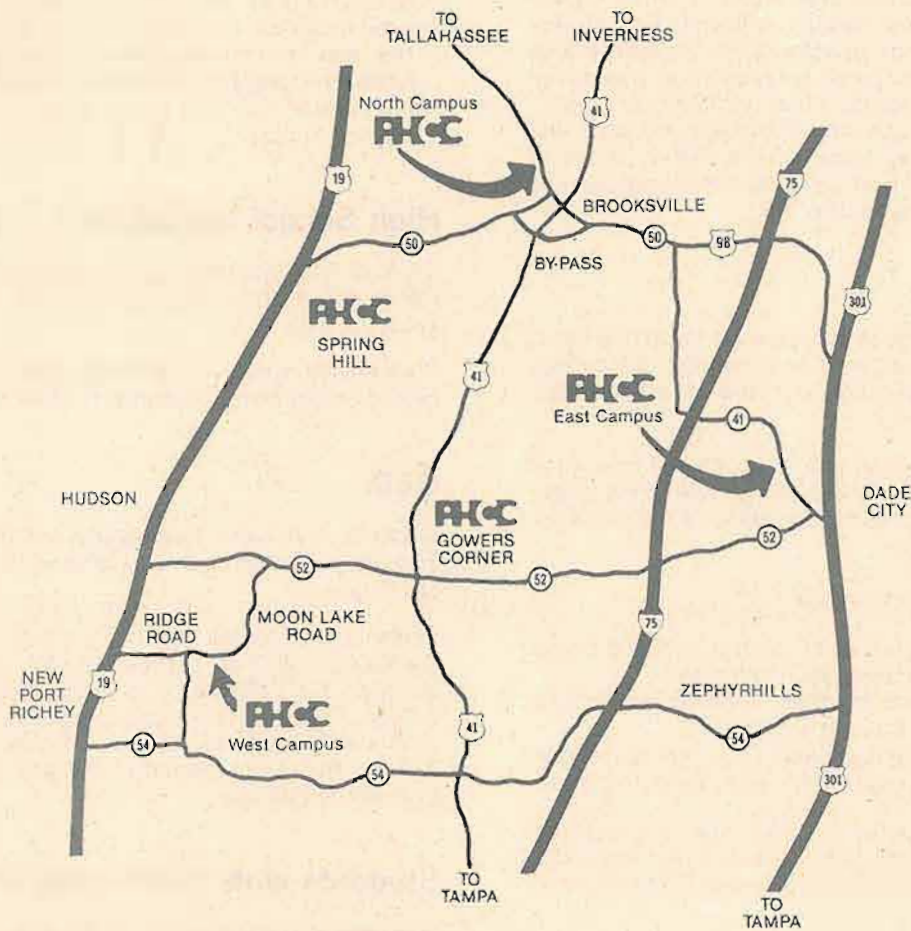 TO
TALLAHASSEE
TO
INVERNESS
North Campus
PHCC
41
19
75
BROOKSVILLE
50
50
98
BY-PASS
301
PHCC
SPRING
HILL
41
PHCC
East Campus
41
HUDSON
DADE
CITY
PHCC
GOWERS
CORNER
52
52
52
RIDGE
ROAD
MOON LAKE
ROAD
75
NEW
PORT
RICHEY
19
ZEPHYRHILLS
PHCC
West Campus
41
54
54
54
301
TO
TAMPA
TO
TAMPA